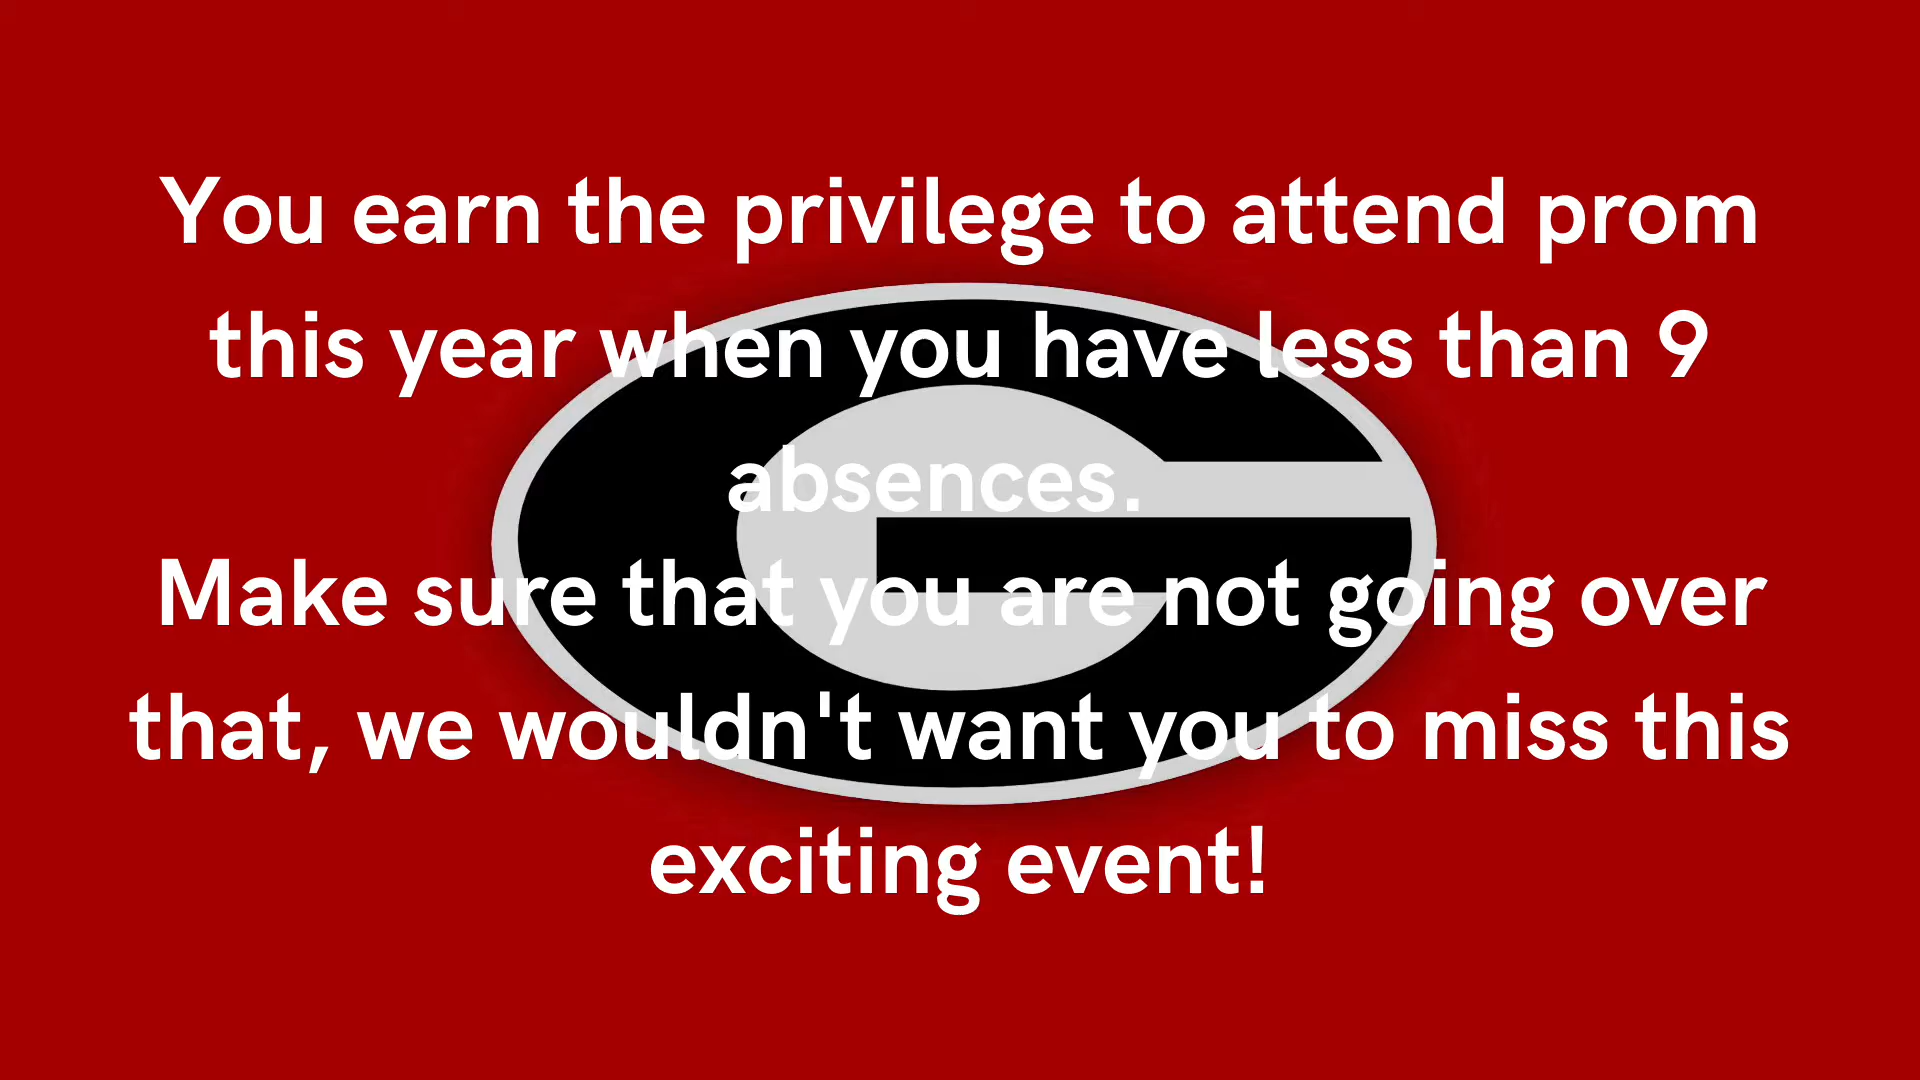 You earn the privilege to attend prom
this year when you have less than 9
absences.
Make sure that you are not going over
that, we wouldn't want you to miss this
exciting event!